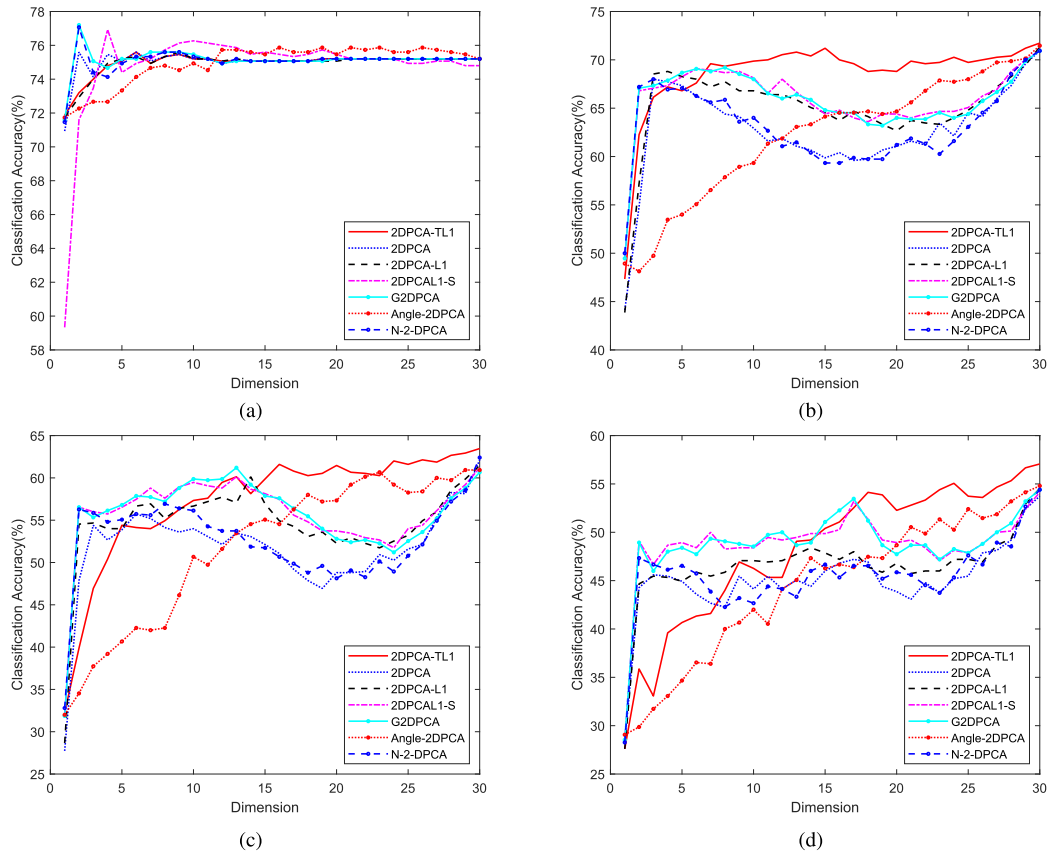 78
76
74
72
70
68
66
64
62
60
58
Classification Accuracy(%)
0 5 10 15 20 25 30
Dimension
2DPCA-TL1
2DPCA
2DPCA-L1
2DPCAL1-S
G2DPCA
Angle-2DPCA
N-2-DPCA
(a)
75
70
65
60
55
50
45
40
Classification Accuracy(%)
0 5 10 15 20 25 30
Dimension
2DPCA-TL1
2DPCA
2DPCA-L1
2DPCAL1-S
G2DPCA
Angle-2DPCA
N-2-DPCA
(b)
65
60
55
50
45
40
35
30
25
Classification Accuracy(%)
0 5 10 15 20 25 30
Dimension
2DPCA-TL1
2DPCA
2DPCA-L1
2DPCAL1-S
G2DPCA
Angle-2DPCA
N-2-DPCA
(c)
60
55
50
45
40
35
30
25
Classification Accuracy(%)
0 5 10 15 20 25 30
Dimension
2DPCA-TL1
2DPCA
2DPCA-L1
2DPCAL1-S
G2DPCA
Angle-2DPCA
N-2-DPCA
(d)